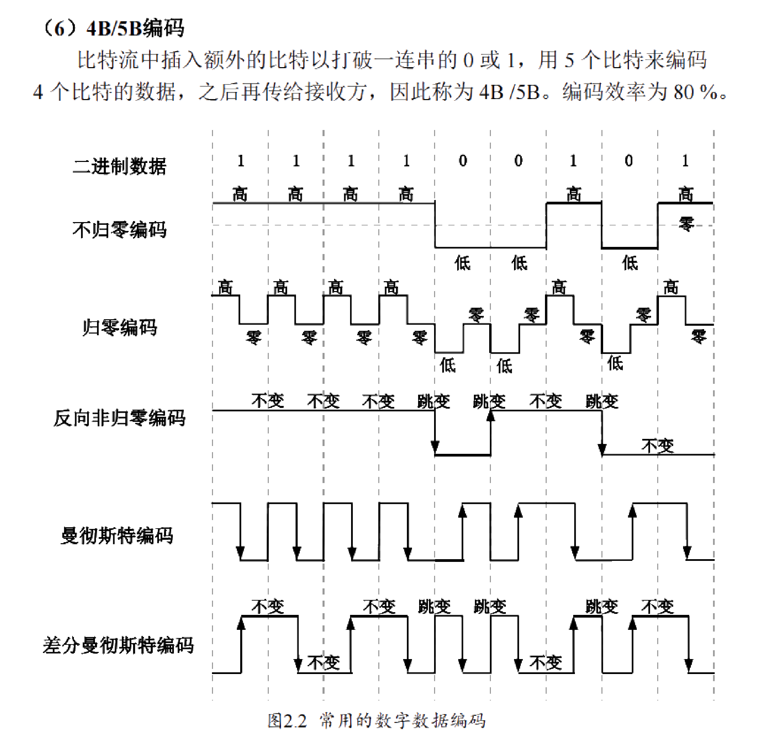 （6）4B/5B编码
比特流中插入额外的比特以打破一连串的 0 或 1，用 5 个比特来编码
4 个比特的数据，之后再传给接收方，因此称为 4B /5B。编码效率为 80 %。
二进制数据 1 1 1 1 0 0 1 0 1
高 高 高 高 高 高
不归零编码 零
低 低 低
高 高 高 高 高 高
零 零
归零编码 零 零 零 零 零 零
零
低 低 低
不变 不变 不变 跳变 跳变 不变 跳变
反向非归零编码
不变
曼彻斯特编码
不变 不变 跳变 跳变 跳变 不变
差分曼彻斯特编码
不变 不变
图2.2 常用的数字数据编码